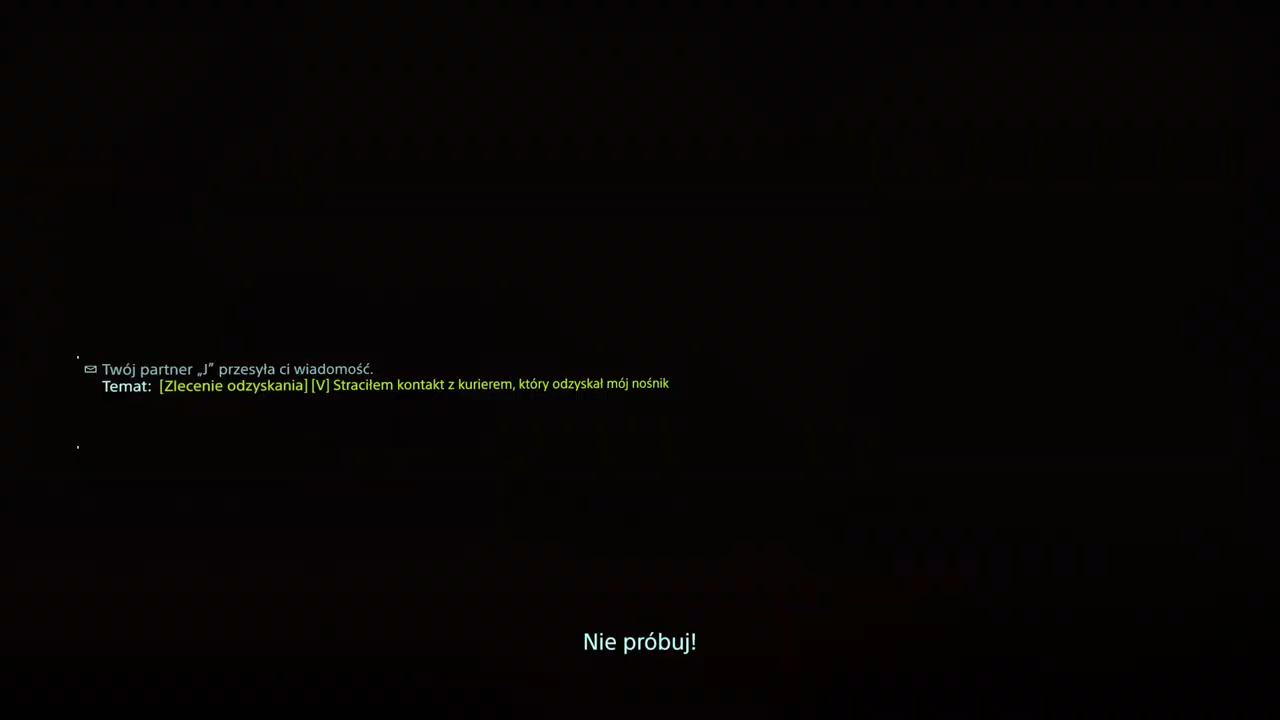 Twój partner „J” przesyła ci wiadomość.
Temat: [Zlecenie odzyskania] [V] Straciłem kontakt z kurierem, który odzyskał mój nośnik
Nie próbuj!